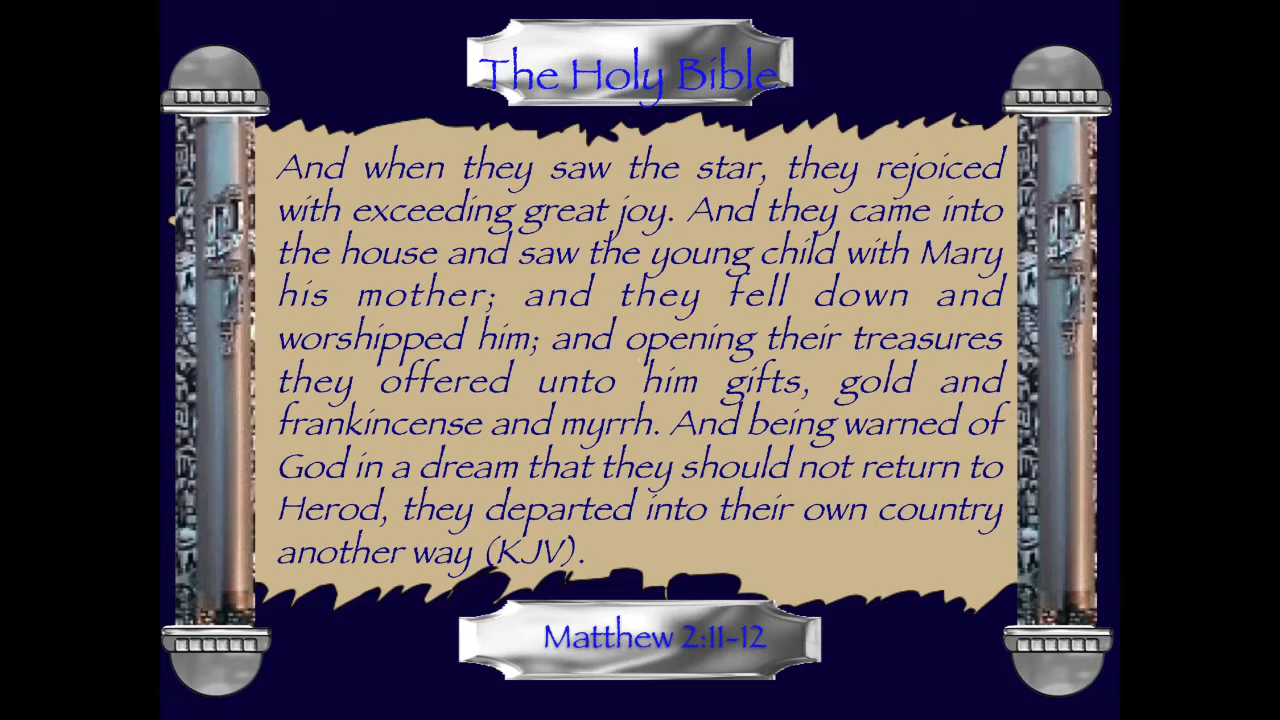 The Holy Bible
And when they saw the star, they rejoiced
with exceeding great joy. And they came into
the house and saw the young child with Mary
his mother; and they fell down and
worshipped him; and opening their treasures
they offered unto him gifts, gold and
frankincense and myrrh. And being warned of
God in a dream that they should not return to
Herod, they departed into their own country
another way (KJV).
Matthew 2:11-12